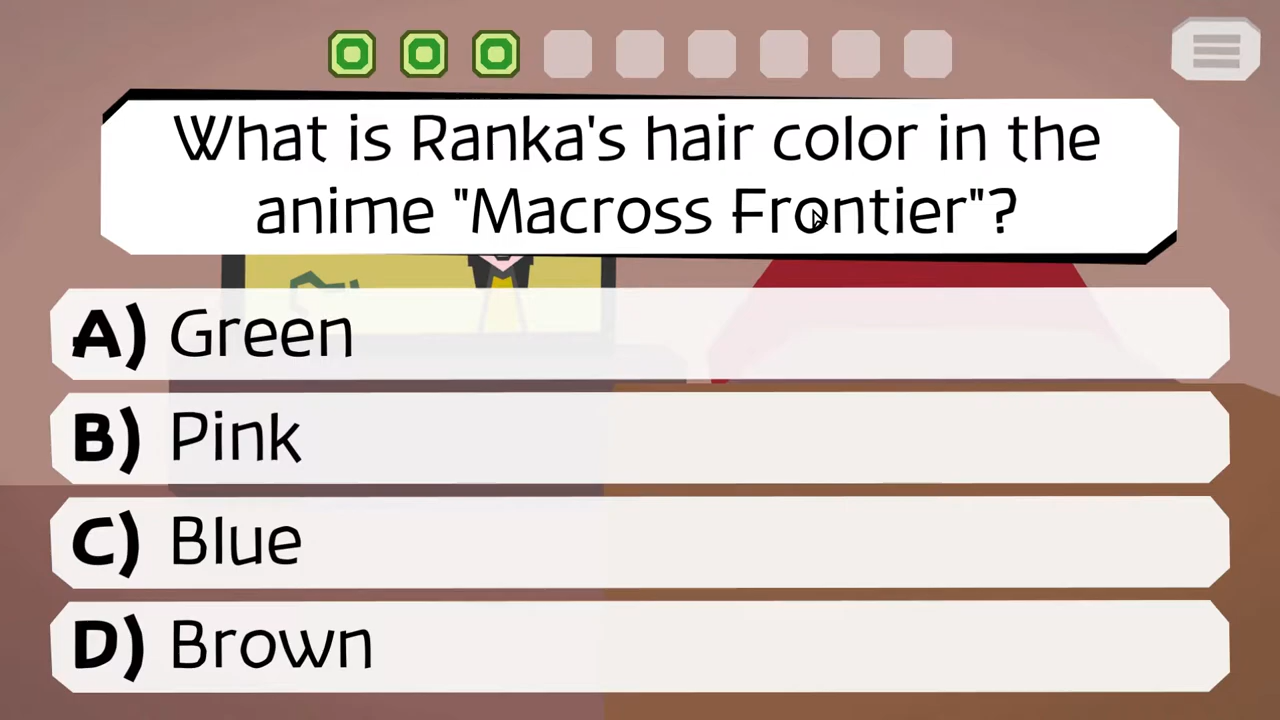 What is Ranka's hair color in the
anime "Macross Frontier"?
A) Green
B) Pink
C) Blue
D) Brown